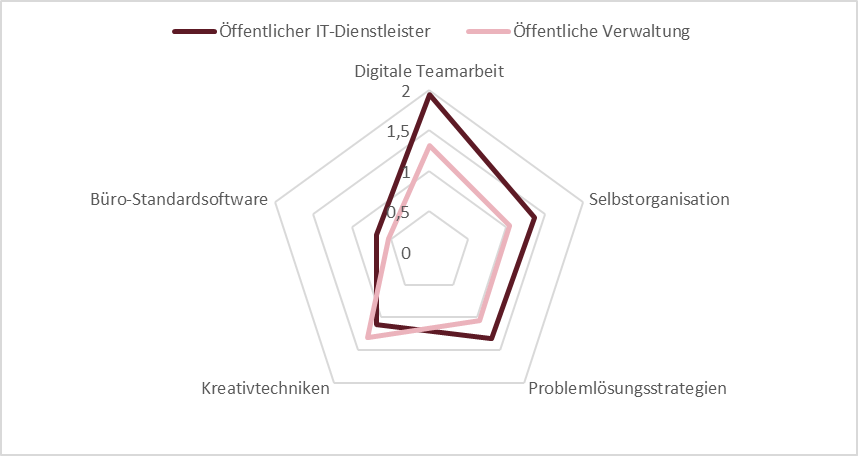 Öffentlicher IT-Dienstleister
Öffentliche Verwaltung
Digitale Teamarbeit
2
1,5
1
0,5
0
Büro-Standardsoftware
Selbstorganisation
Kreativtechniken
Problemlösungsstrategien